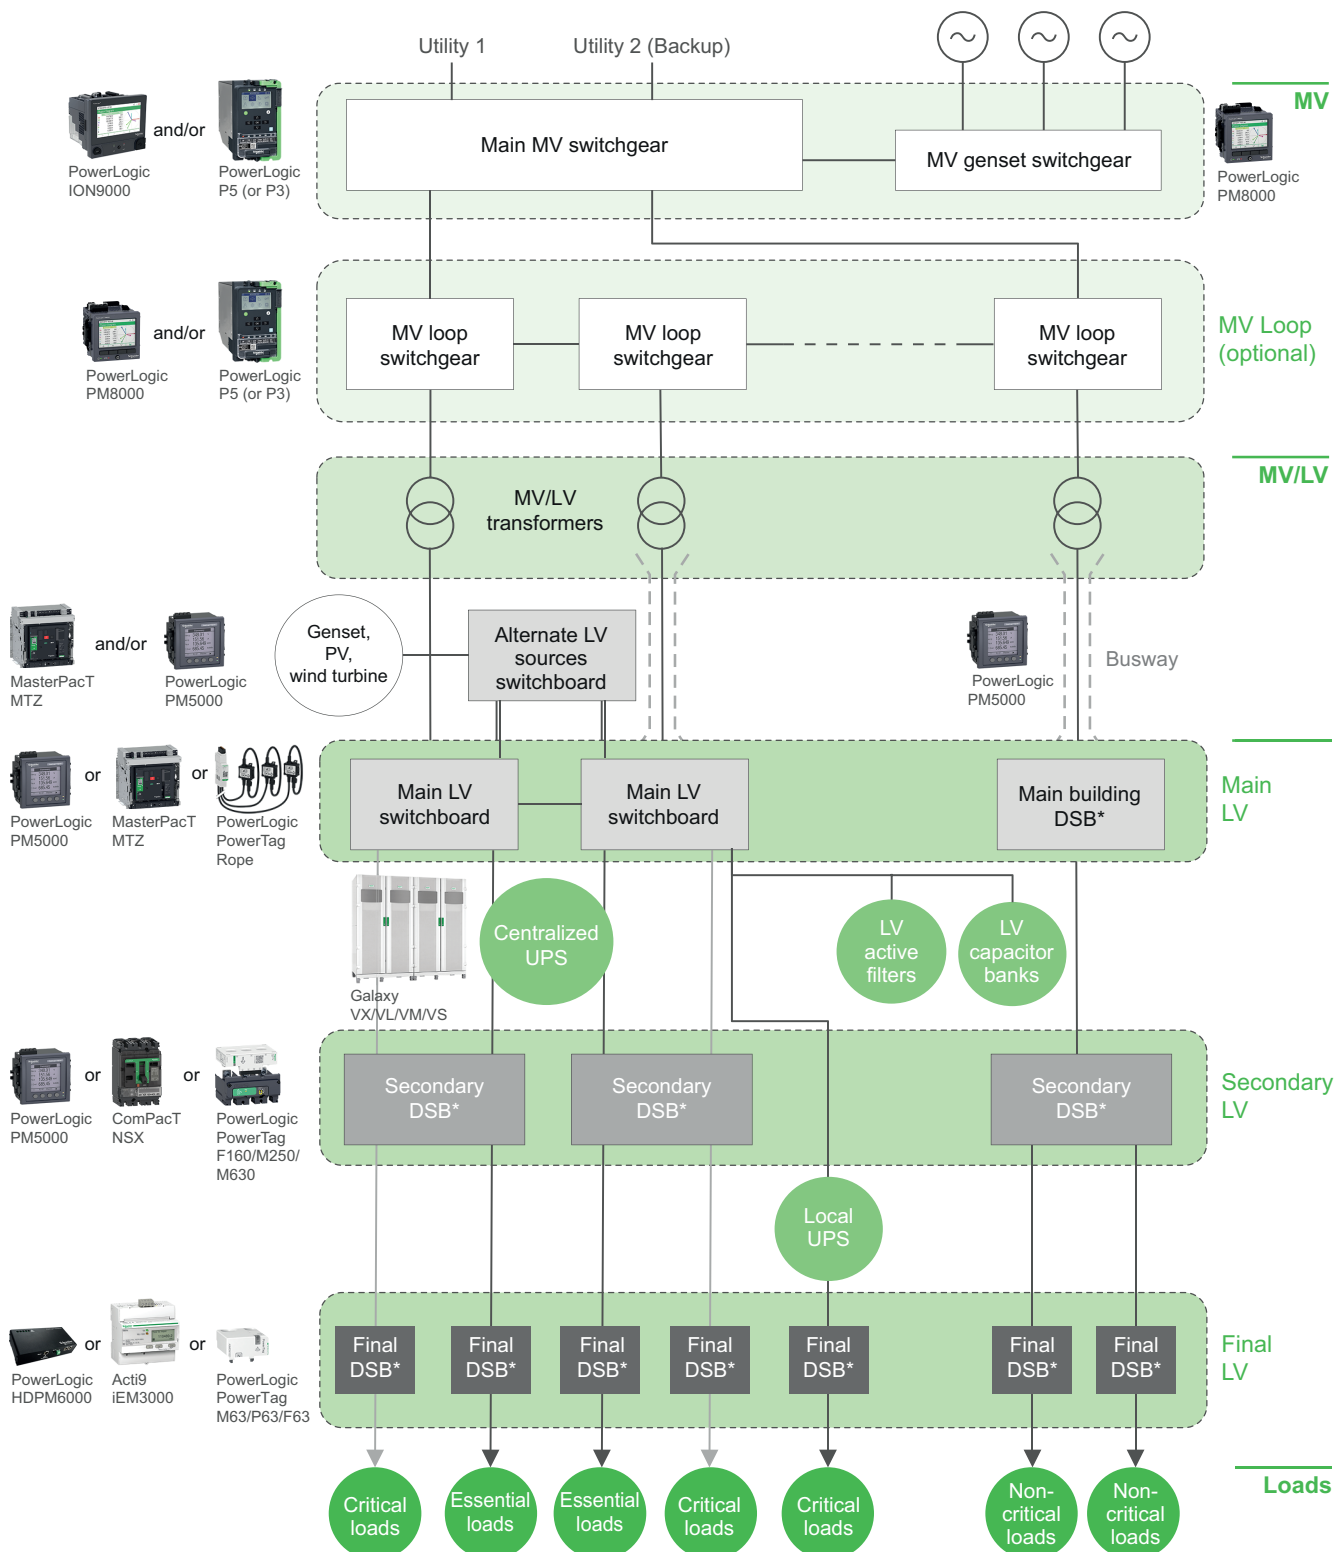 Utility 1
Utility 2 (Backup)
MV
Main MV switchgear
MV genset switchgear
and/or
PowerLogic
ION9000
PowerLogic
P5 (or P3)
PowerLogic
PM8000
MV loop
switchgear
MV loop
switchgear
MV loop
switchgear
MV Loop
(optional)
and/or
PowerLogic
PM8000
PowerLogic
P5 (or P3)
MV/LV
MV/LV
transformers
Genset,
PV,
wind turbine
Alternate LV
sources
switchboard
and/or
MasterPacT
MTZ
PowerLogic
PM5000
PowerLogic
PM5000
Busway
or
or
PowerLogic
PM5000
MasterPacT
MTZ
PowerLogic
PowerTag
Rope
Main LV
switchboard
Main LV
switchboard
Main building
DSB*
Main
LV
Galaxy
VX/VL/VM/VS
Centralized
UPS
LV
active
filters
LV
capacitor
banks
or
or
PowerLogic
PM5000
ComPacT
NSX
PowerLogic
PowerTag
F160/M250/
M630
Secondary
DSB*
Secondary
DSB*
Secondary
DSB*
Secondary
LV
Local
UPS
or
or
PowerLogic
HDPM6000
Acti9
iEM3000
PowerLogic
PowerTag
M63/P63/F63
Final
DSB*
Final
DSB*
Final
DSB*
Final
DSB*
Final
DSB*
Final
DSB*
Final
DSB*
Final
LV
Loads
Critical
loads
Essential
loads
Essential
loads
Critical
loads
Critical
loads
Non-
critical
loads
Non-
critical
loads